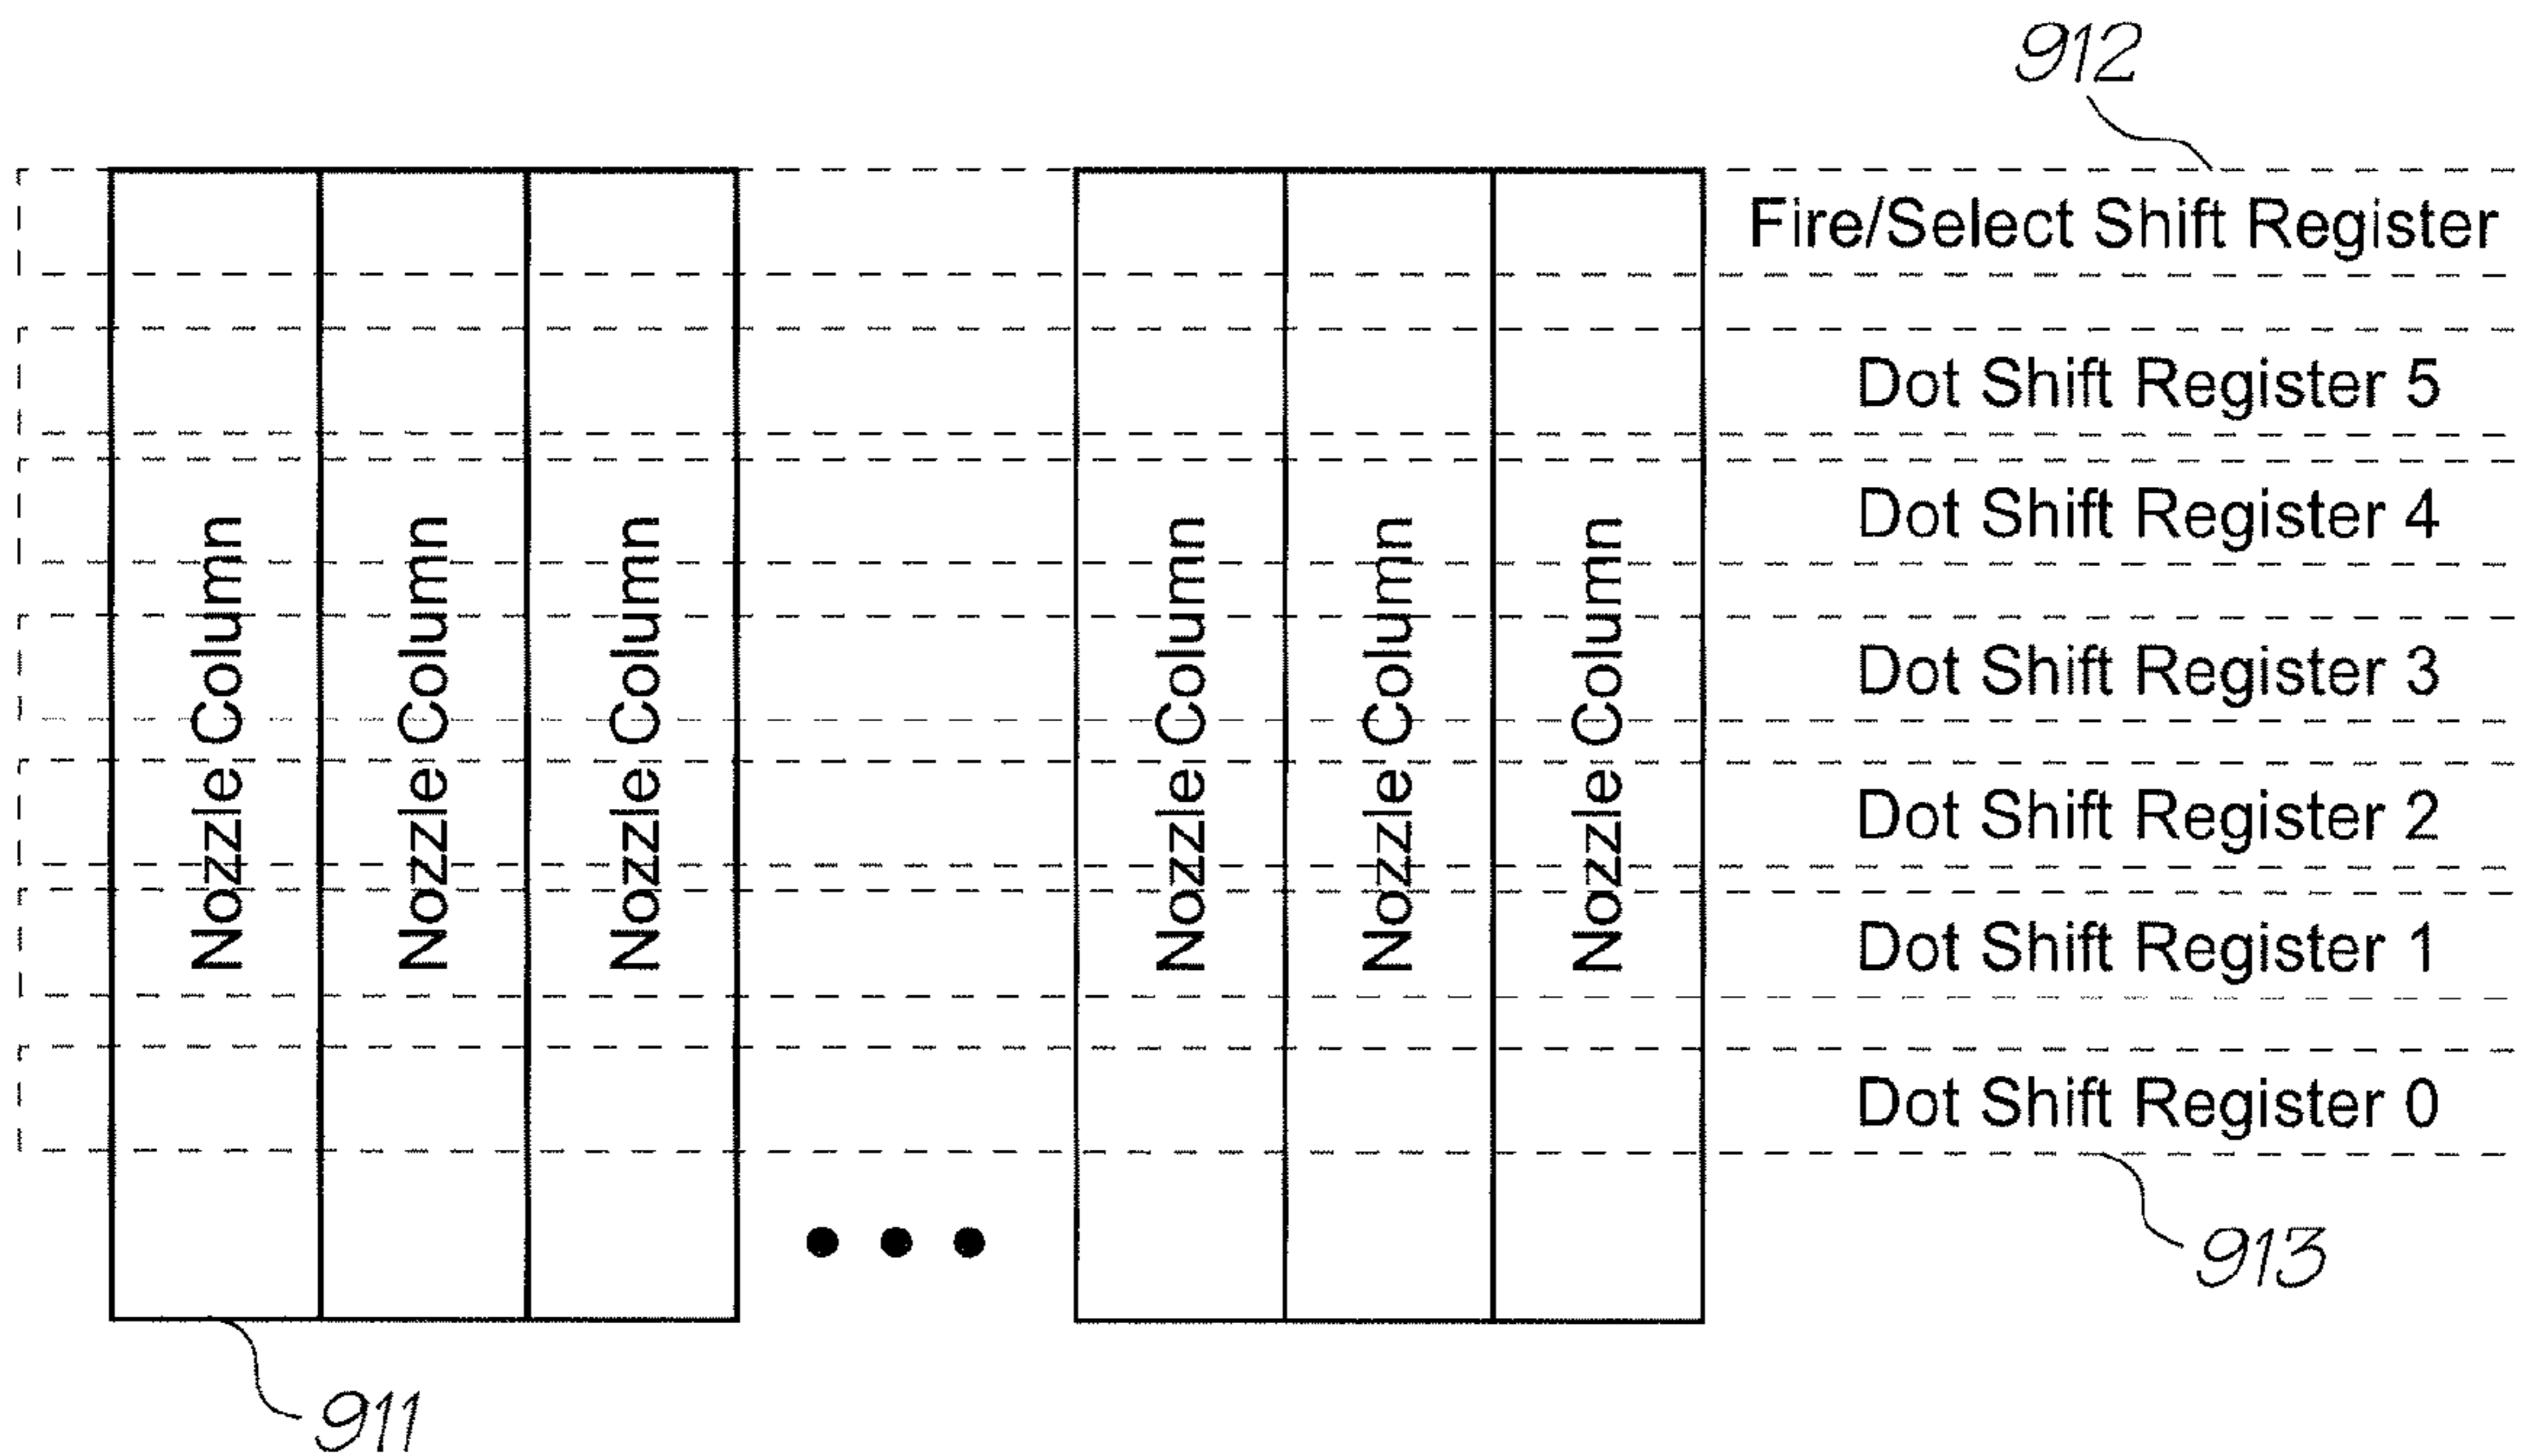 912
Fire/Select Shift Register
Dot Shift Register 5
Dot Shift Register 4
Dot Shift Register 3
Dot Shift Register 2
Dot Shift Register 1
Dot Shift Register 0
Nozzle Column
Nozzle Column
Nozzle Column
Nozzle Column
Nozzle Column
Nozzle Column
913
911